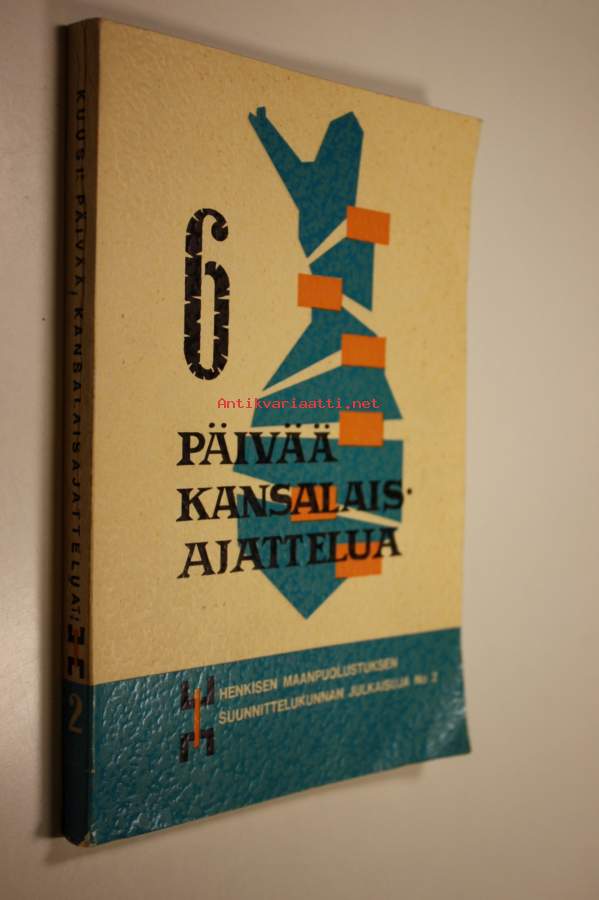 6
PÄIVÄÄ
KANSALAIS-
AJATTELUA
HENKISEN MAANPUOLUSTUKSEN
SUUNNITTELUKUNNAN JULKAISUJA No 2
KUUSI PÄIVÄÄ KANSALAISAJATTELUA
2
Antikvariaatti.net